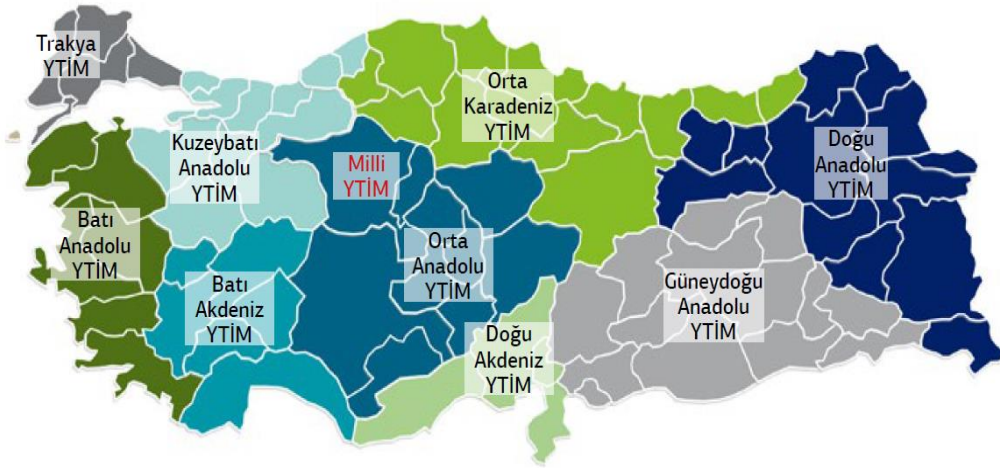 Trakya
YTİM
Orta
Karadeniz
YTİM
Kuzeybatı
Anadolu
YTİM
Milli
YTİM
Doğu
Anadolu
YTİM
Batı
Anadolu
YTİM
Orta
Anadolu
YTİM
Batı
Akdeniz
YTİM
Güneydoğu
Anadolu
YTİM
Doğu
Akdeniz
YTİM